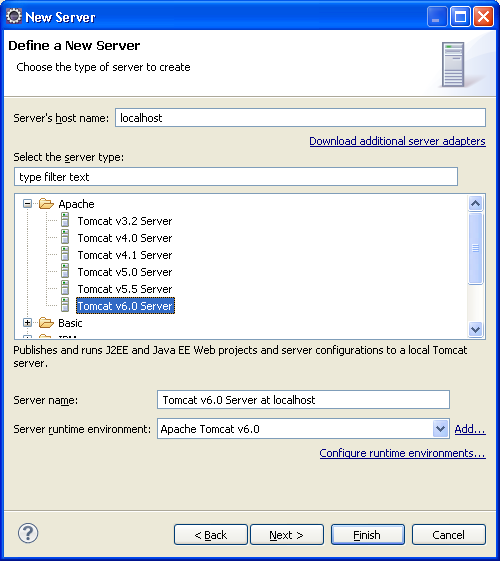 New Server
Define a New Server
Choose the type of server to create
Server's host name: localhost
Download additional server adapters
Select the server type:
type filter text
Apache
Tomcat v3.2 Server
Tomcat v4.0 Server
Tomcat v4.1 Server
Tomcat v5.0 Server
Tomcat v5.5 Server
Tomcat v6.0 Server
Basic
Publishes and runs J2EE and Java EE Web projects and server configurations to a local Tomcat
server.
Server name: Tomcat v6.0 Server at localhost
Server runtime environment: Apache Tomcat v6.0 Add...
Configure runtime environments...
? < Back Next > Finish Cancel